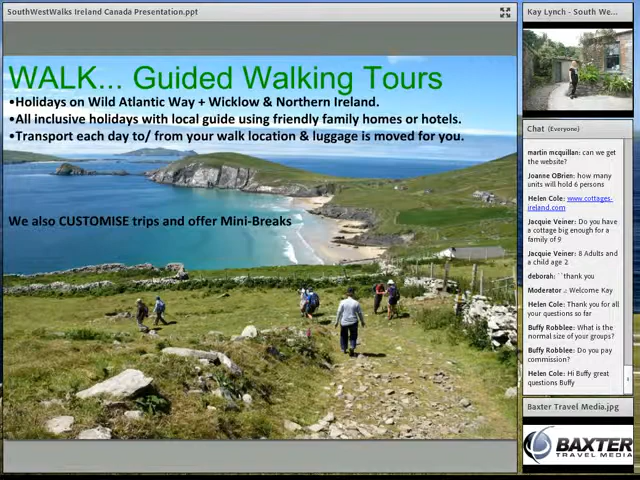 SouthWestWalks Ireland Canada Presentation.ppt
WALK... Guided Walking Tours
•Holidays on Wild Atlantic Way + Wicklow & Northern Ireland.
•All inclusive holidays with local guide using friendly family homes or hotels.
•Transport each day to/ from your walk location & luggage is moved for you.
We also CUSTOMISE trips and offer Mini-Breaks
Kay Lynch - South We...
Chat (Everyone)
martin mcquillan: can we get
the website?
Joanne OBrien: how many
units will hold 6 persons
Helen Cole: www.cottages-
ireland.com
Jacquie Veiner: Do you have
a cottage big enough for a
family of 9
Jacquie Veiner: 8 Adults and
a child age 2
deborah: ``thank you
Moderator .: Welcome Kay
Helen Cole: Thank you for all
your questions so far
Buffy Robblee: What is the
normal size of your groups?
Buffy Robblee: Do you pay
commission?
Helen Cole: Hi Buffy great
questions Buffy
Baxter Travel Media.jpg
BAXTER
TRAVEL MEDIA